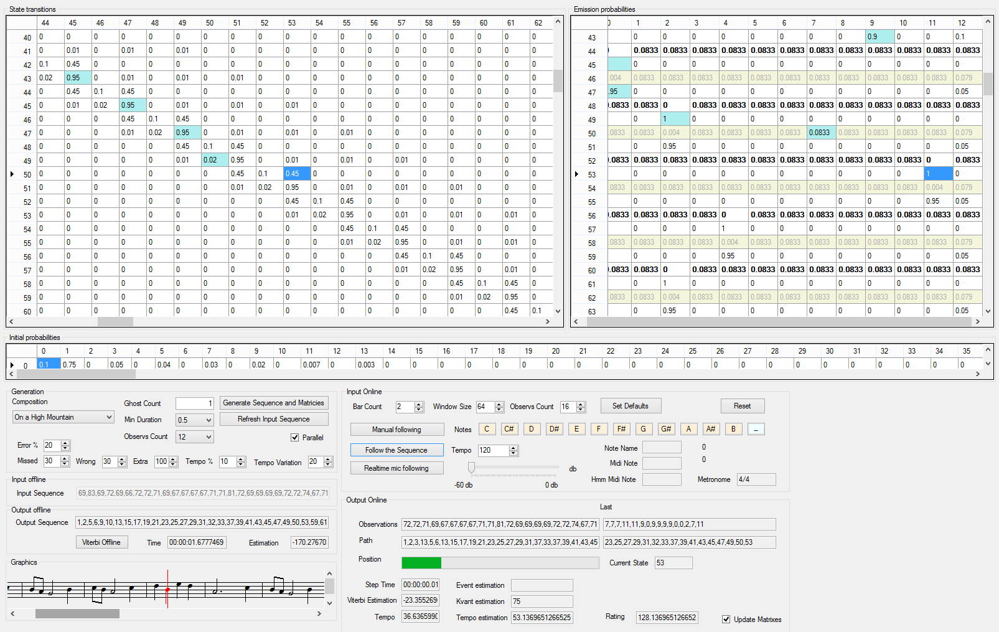 State transitions
44 45 46 47 48 49 50 51 52 53 54 55 56 57 58 59 60 61 62
40 0 0 0 0 0 0 0 0 0 0 0 0 0 0 0 0 0 0 0
41 0 0.01 0 0.01 0 0.01 0 0 0 0 0 0 0 0 0 0 0 0 0
42 0.1 0.45 0 0 0 0 0 0 0 0 0 0 0 0 0 0 0 0 0
43 0.02 0.95 0 0.01 0 0.01 0 0.01 0 0 0 0 0 0 0 0 0 0 0
44 0 0.45 0.1 0.45 0 0 0 0 0 0 0 0 0 0 0 0 0 0 0
45 0 0.01 0.02 0.95 0 0.01 0 0.01 0 0.01 0 0 0 0 0 0 0 0 0
46 0 0 0 0.45 0.1 0.45 0 0 0 0 0 0 0 0 0 0 0 0 0
47 0 0 0 0.01 0.02 0.95 0 0.01 0 0.01 0 0.01 0 0 0 0 0 0 0
48 0 0 0 0 0 0.45 0.1 0.45 0 0 0 0 0 0 0 0 0 0 0
49 0 0 0 0 0 0.01 0.02 0.95 0 0.01 0 0.01 0 0.01 0 0 0 0 0
50 0 0 0 0 0 0 0 0.45 0.1 0.45 0 0 0 0 0 0 0 0 0
51 0 0 0 0 0 0 0 0.01 0.02 0.95 0 0.01 0 0.01 0 0.01 0 0 0
52 0 0 0 0 0 0 0 0 0 0.45 0.1 0.45 0 0 0 0 0 0 0
53 0 0 0 0 0 0 0 0 0 0.01 0.02 0.95 0 0.01 0 0.01 0 0.01 0
54 0 0 0 0 0 0 0 0 0 0 0 0.45 0.1 0.45 0 0 0 0 0
55 0 0 0 0 0 0 0 0 0 0 0 0.01 0.02 0.95 0 0.01 0 0.01 0
56 0 0 0 0 0 0 0 0 0 0 0 0 0 0.45 0.1 0.45 0 0 0
57 0 0 0 0 0 0 0 0 0 0 0 0 0 0.01 0.02 0.95 0 0.01 0
58 0 0 0 0 0 0 0 0 0 0 0 0 0 0 0 0.45 0.1 0.45 0
59 0 0 0 0 0 0 0 0 0 0 0 0 0 0 0 0.01 0.02 0.95 0
60 0 0 0 0 0 0 0 0 0 0 0 0 0 0 0 0 0 0.45 0.1
Emission probabilities
0 1 2 3 4 5 6 7 8 9 10 11 12
43 0 0 0 0 0 0 0 0 0.9 0 0 0.1
44 0.0833 0.0833 0.0833 0.0833 0.0833 0.0833 0.0833 0.0833 0.0833 0.0833 0.0833 0.0833
45 0 0 0 0 0 0 0 0 0 0 0 0
46 .004 0.0833 0.0833 0.0833 0.0833 0.0833 0.0833 0.0833 0.0833 0.0833 0.0833 0.0833 0.079
47 .95 0 0 0 0 0 0 0 0 0 0 0 0.05
48 0.0833 0.0833 0 0.0833 0.0833 0.0833 0.0833 0.0833 0.0833 0.0833 0.0833 0.0833 0.0833
49 0 1 0 0 0 0 0 0 0 0 0 0
50 .0833 0.0833 0.004 0.0833 0.0833 0.0833 0.0833 0.0833 0.0833 0.0833 0.0833 0.0833 0.079
51 0 0.95 0 0 0 0 0 0 0 0 0 0.05
52 0.0833 0.0833 0.0833 0.0833 0.0833 0.0833 0.0833 0.0833 0.0833 0.0833 0.0833 0 0.0833
53 0 0 0 0 0 0 0 0 0 0 1 0
54 .0833 0.0833 0.0833 0.0833 0.0833 0.0833 0.0833 0.0833 0.0833 0.0833 0.0833 0.004 0.079
55 0 0 0 0 0 0 0 0 0 0 0.95 0.05
56 0.0833 0.0833 0.0833 0.0833 0 0.0833 0.0833 0.0833 0.0833 0.0833 0.0833 0.0833 0.0833
57 0 0 0 1 0 0 0 0 0 0 0 0
58 .0833 0.0833 0.0833 0.0833 0.004 0.0833 0.0833 0.0833 0.0833 0.0833 0.0833 0.0833 0.079
59 0 0 0 0.95 0 0 0 0 0 0 0 0.05
60 0.0833 0.0833 0 0.0833 0.0833 0.0833 0.0833 0.0833 0.0833 0.0833 0.0833 0.0833 0.0833
61 0 1 0 0 0 0 0 0 0 0 0 0
62 .0833 0.0833 0.004 0.0833 0.0833 0.0833 0.0833 0.0833 0.0833 0.0833 0.0833 0.0833 0.079
63 0 0.95 0 0 0 0 0 0 0 0 0 0.05
Initial probabilities
0 1 2 3 4 5 6 7 8 9 10 11 12 13 14 15 16 17 18 19 20 21 22 23 24 25 26 27 28 29 30 31 32 33 34 35
0 0.1 0.75 0 0.05 0 0.04 0 0.03 0 0.02 0 0.007 0 0.003 0 0 0 0 0 0 0 0 0 0 0 0 0 0 0 0 0 0 0 0 0 0
Generation
Composition
On a High Mountain
Ghost Count 1 Generate Sequence and Matricies
Min Duration 0.5 Refresh Input Sequence
Observs Count 12 Parallel
Error % 20
Missed 30 Wrong 30 Extra 100 Tempo % 10 Tempo Variation 20
Input offline
Input Sequence 69,83,69,72,69,66,72,72,71,69,67,67,67,67,71,71,81,72,69,69,69,69,72,72,74,67,71
Output offline
Output Sequence 1,2,5,6,9,10,13,15,17,19,21,23,25,27,29,31,32,33,37,39,41,43,45,47,49,50,53,59,61
Viterbi Offline Time 00:00:01.6777469 Estimation -170.27670
Graphics
Input Online
Bar Count 2 Window Size 64 Observs Count 16 Set Defaults Reset
Manual following Notes C C# D D# E F F# G G# A A# B _
Follow the Sequence Tempo 120 Note Name 0
Midi Note 0
Realtime mic following db
-60 db 0 db Hmm Midi Note Metronome 4/4
Output Online
Last
Observations 72,72,71,69,67,67,67,67,71,71,81,72,69,69,69,69,72,72,74,67,71 7,7,7,11,11,9,0,9,9,9,9,0,0,2,7,11
Path 1,2,3,13,5,6,13,15,17,19,21,23,25,27,29,31,37,33,37,39,41,43,45 23,25,27,29,31,32,33,37,39,41,43,45,47,49,50,53
Position Current State 53
Step Time 00:00:00.01 Event estimation
Viterbi Estimation -23.355269 Kvant estimation 75
Tempo 36.6365990 Tempo estimation 53.1369651266525 Rating 128.136965126652 Update Matrixes